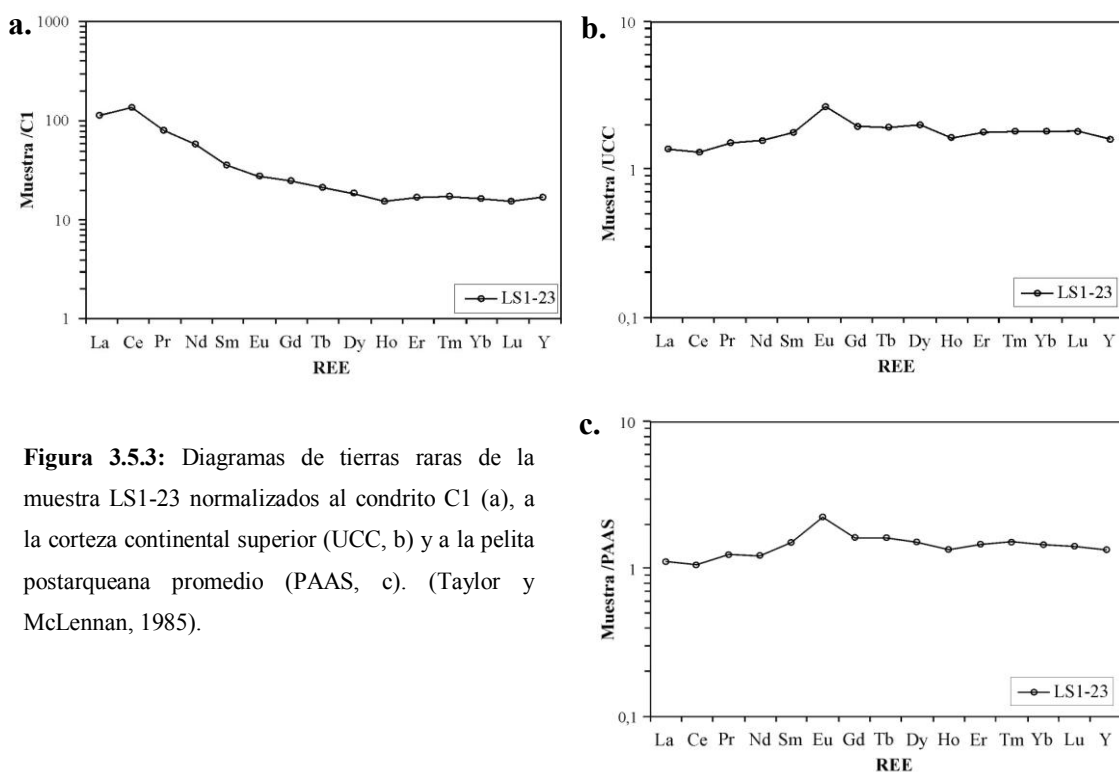 a.
1000
100
10
1
Muestra /C1
La Ce Pr Nd Sm Eu Gd Tb Dy Ho Er Tm Yb Lu Y
REE
LS1-23
b.
10
1
0,1
Muestra /UCC
La Ce Pr Nd Sm Eu Gd Tb Dy Ho Er Tm Yb Lu Y
REE
LS1-23
Figura 3.5.3: Diagramas de tierras raras de la
muestra LS1-23 normalizados al condrito C1 (a), a
la corteza continental superior (UCC, b) y a la pelita
postarqueana promedio (PAAS, c). (Taylor y
McLennan, 1985).
c.
10
1
0,1
Muestra /PAAS
La Ce Pr Nd Sm Eu Gd Tb Dy Ho Er Tm Yb Lu Y
REE
LS1-23